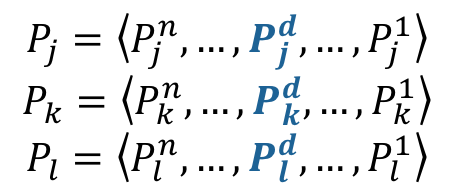 P_j = ⟨P_j^n, …, P_j^d, …, P_j^1⟩
P_k = ⟨P_k^n, …, P_k^d, …, P_k^1⟩
P_l = ⟨P_l^n, …, P_l^d, …, P_l^1⟩